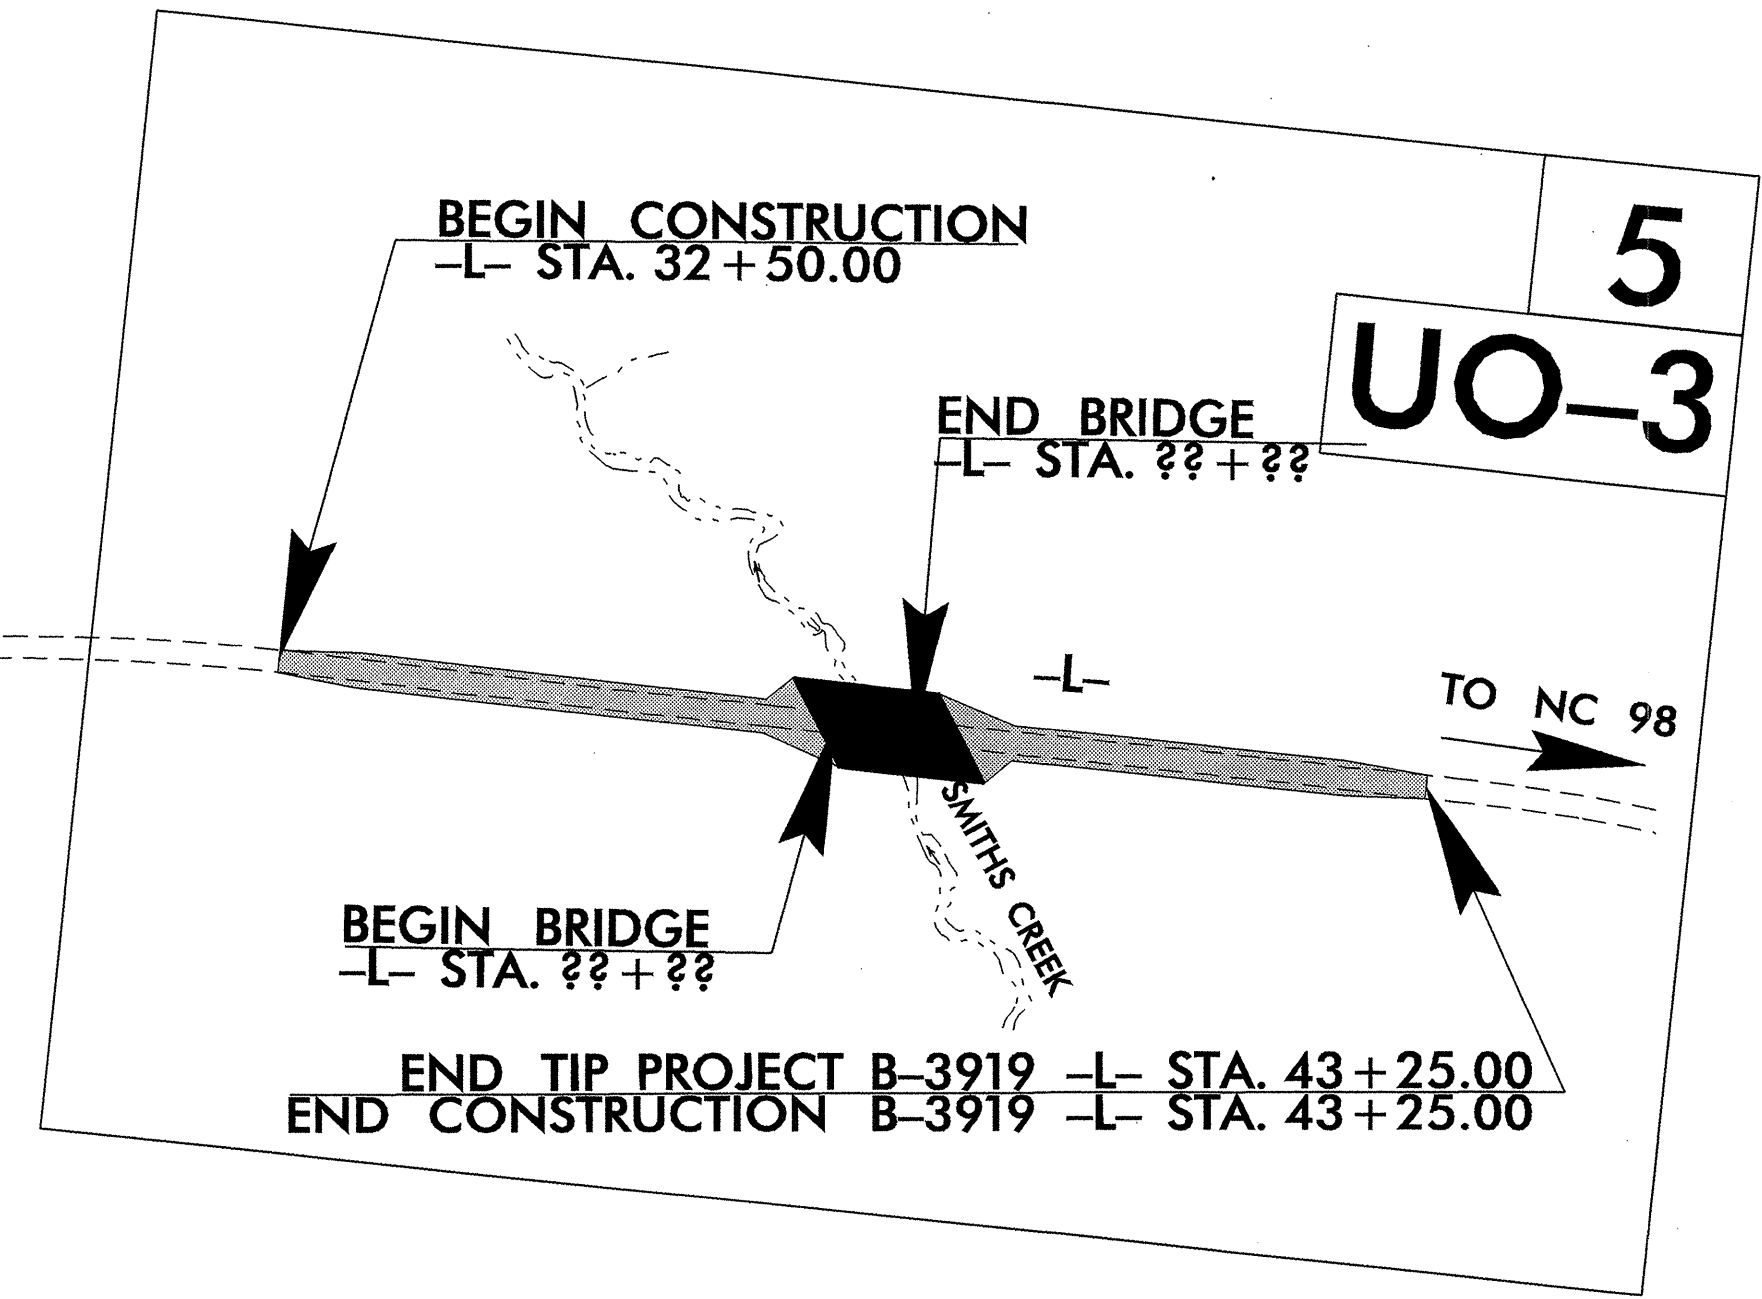 BEGIN CONSTRUCTION
-L- STA. 32+50.00
5
UO-3
END BRIDGE
-L- STA. ??+??
-L-
TO NC 98
SMITHS CREEK
BEGIN BRIDGE
-L- STA. ??+??
END TIP PROJECT B-3919 -L- STA. 43+25.00
END CONSTRUCTION B-3919 -L- STA. 43+25.00